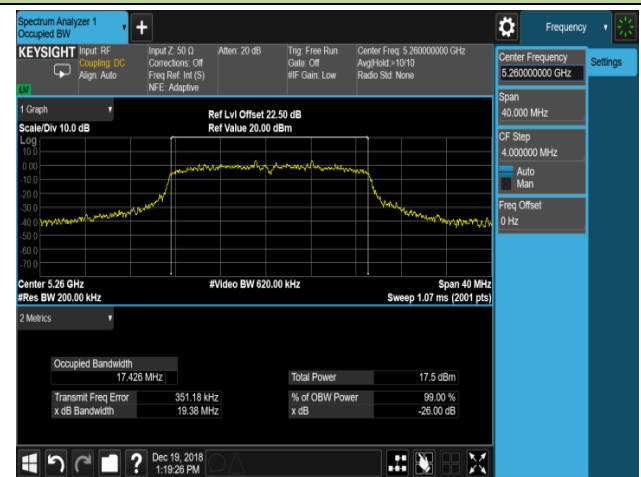 Spectrum Analyzer 1
Occupied BW
+
Frequency
KEYSIGHT
Input: RF
Coupling: DC
Align: Auto
Input Z: 50 Ω
Corrections: Off
Freq Ref: Int (S)
NFE: Adaptive
Atten: 20 dB
Trig: Free Run
Gate: Off
#IF Gain: Low
Center Freq: 5.260000000 GHz
Avg|Hold:>10/10
Radio Std: None
Center Frequency
5.260000000 GHz
Settings
Span
40.000 MHz
CF Step
4.000000 MHz
Auto
Man
Freq Offset
0 Hz
1 Graph
Scale/Div 10.0 dB
Ref Lvl Offset 22.50 dB
Ref Value 20.00 dBm
Log
10.0
0.00
-10.0
-20.0
-30.0
-40.0
-50.0
-60.0
-70.0
Center 5.26 GHz
#Video BW 620.00 kHz
Span 40 MHz
#Res BW 200.00 kHz
Sweep 1.07 ms (2001 pts)
2 Metrics
Occupied Bandwidth
17.426 MHz
Total Power 17.5 dBm
Transmit Freq Error 351.18 kHz
% of OBW Power 99.00 %
x dB Bandwidth 19.38 MHz
x dB -26.00 dB
?
Dec 19, 2018
1:19:26 PM